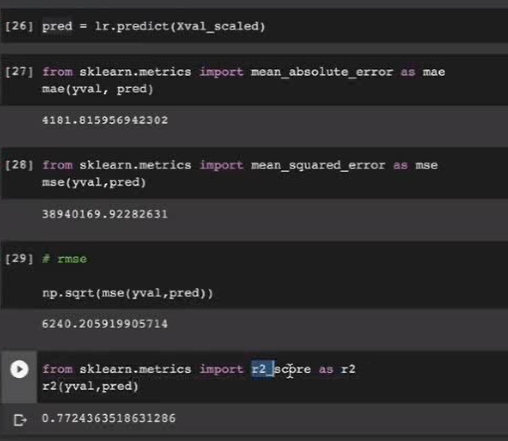 [26] pred = lr.predict(Xval_scaled)
[27] from sklearn.metrics import mean_absolute_error as mae
mae(yval, pred)
4181.815956942302
[28] from sklearn.metrics import mean_squared_error as mse
mse(yval,pred)
38940169.92282631
[29] # rmse
np.sqrt(mse(yval,pred))
6240.205919905714
from sklearn.metrics import r2_score as r2
r2(yval,pred)
0.7724363518631286